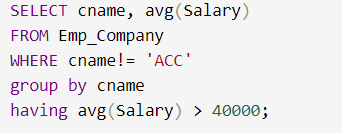 SELECT cname, avg(Salary)
FROM Emp_Company
WHERE cname!= 'ACC'
group by cname
having avg(Salary) > 40000;